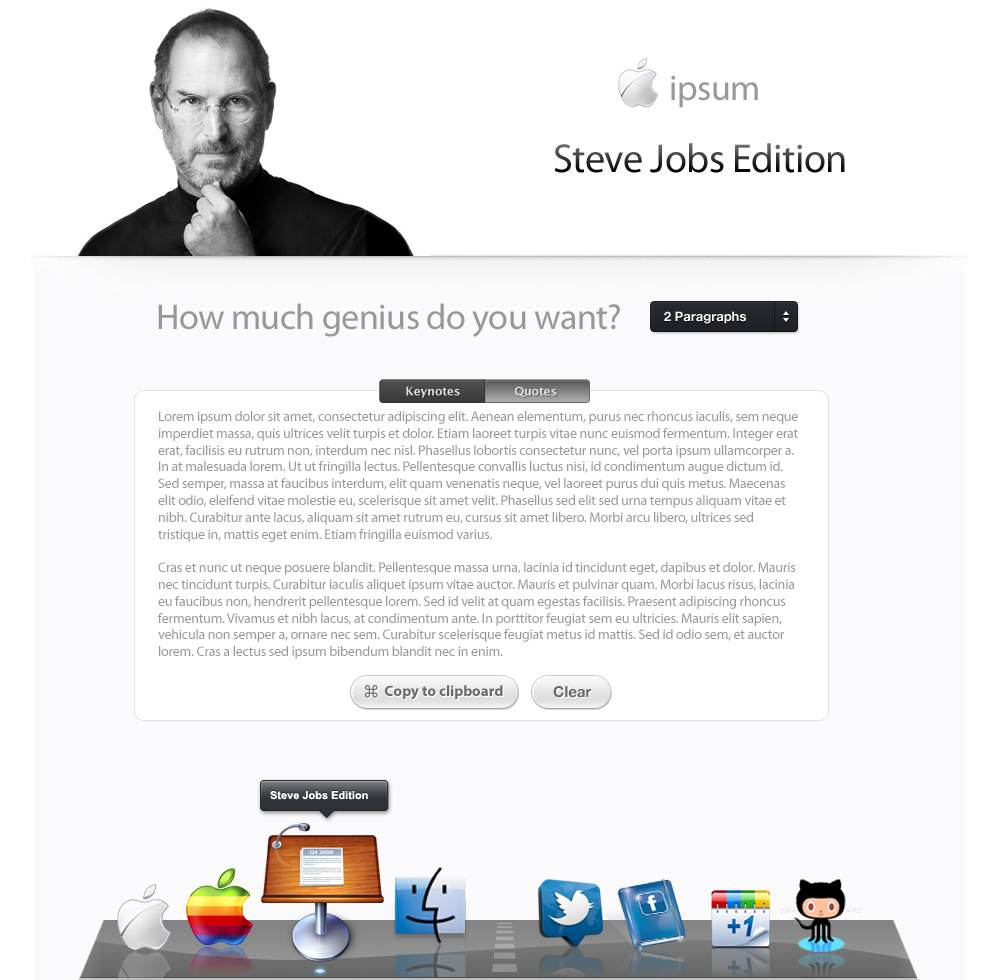 ipsum
Steve Jobs Edition
How much genius do you want?
2 Paragraphs
Keynotes
Quotes
Lorem ipsum dolor sit amet, consectetur adipiscing elit. Aenean elementum, purus nec rhoncus iaculis, sem neque
imperdiet massa, quis ultrices velit turpis et dolor. Etiam laoreet turpis vitae nunc euismod fermentum. Integer erat
erat, facilisis eu rutrum non, interdum nec nisl. Phasellus lobortis consectetur nunc, vel porta ipsum ullamcorper a.
In at malesuada lorem. Ut ut fringilla lectus. Pellentesque convallis luctus nisi, id condimentum augue dictum id.
Sed semper, massa at faucibus interdum, elit quam venenatis neque, vel laoreet purus dui quis metus. Maecenas
elit odio, eleifend vitae molestie eu, scelerisque sit amet velit. Phasellus sed elit sed urna tempus aliquam vitae et
nibh. Curabitur ante lacus, aliquam sit amet rutrum eu, cursus sit amet libero. Morbi arcu libero, ultrices sed
tristique in, mattis eget enim. Etiam fringilla euismod varius.
Cras et nunc ut neque posuere blandit. Pellentesque massa urna, lacinia id tincidunt eget, dapibus et dolor. Mauris
nec tincidunt turpis. Curabitur iaculis aliquet ipsum vitae auctor. Mauris et pulvinar quam. Morbi lacus risus, lacinia
eu faucibus non, hendrerit pellentesque lorem. Sed id velit at quam egestas facilisis. Praesent adipiscing rhoncus
fermentum. Vivamus et nibh lacus, at condimentum ante. In porttitor feugiat sem eu ultricies. Mauris elit sapien,
vehicula non semper a, ornare nec sem. Curabitur scelerisque feugiat metus id mattis. Sed id odio sem, et auctor
lorem. Cras a lectus sed ipsum bibendum blandit nec in enim.
⌘ Copy to clipboard
Clear
Steve Jobs Edition
Q4 2008
f
+1